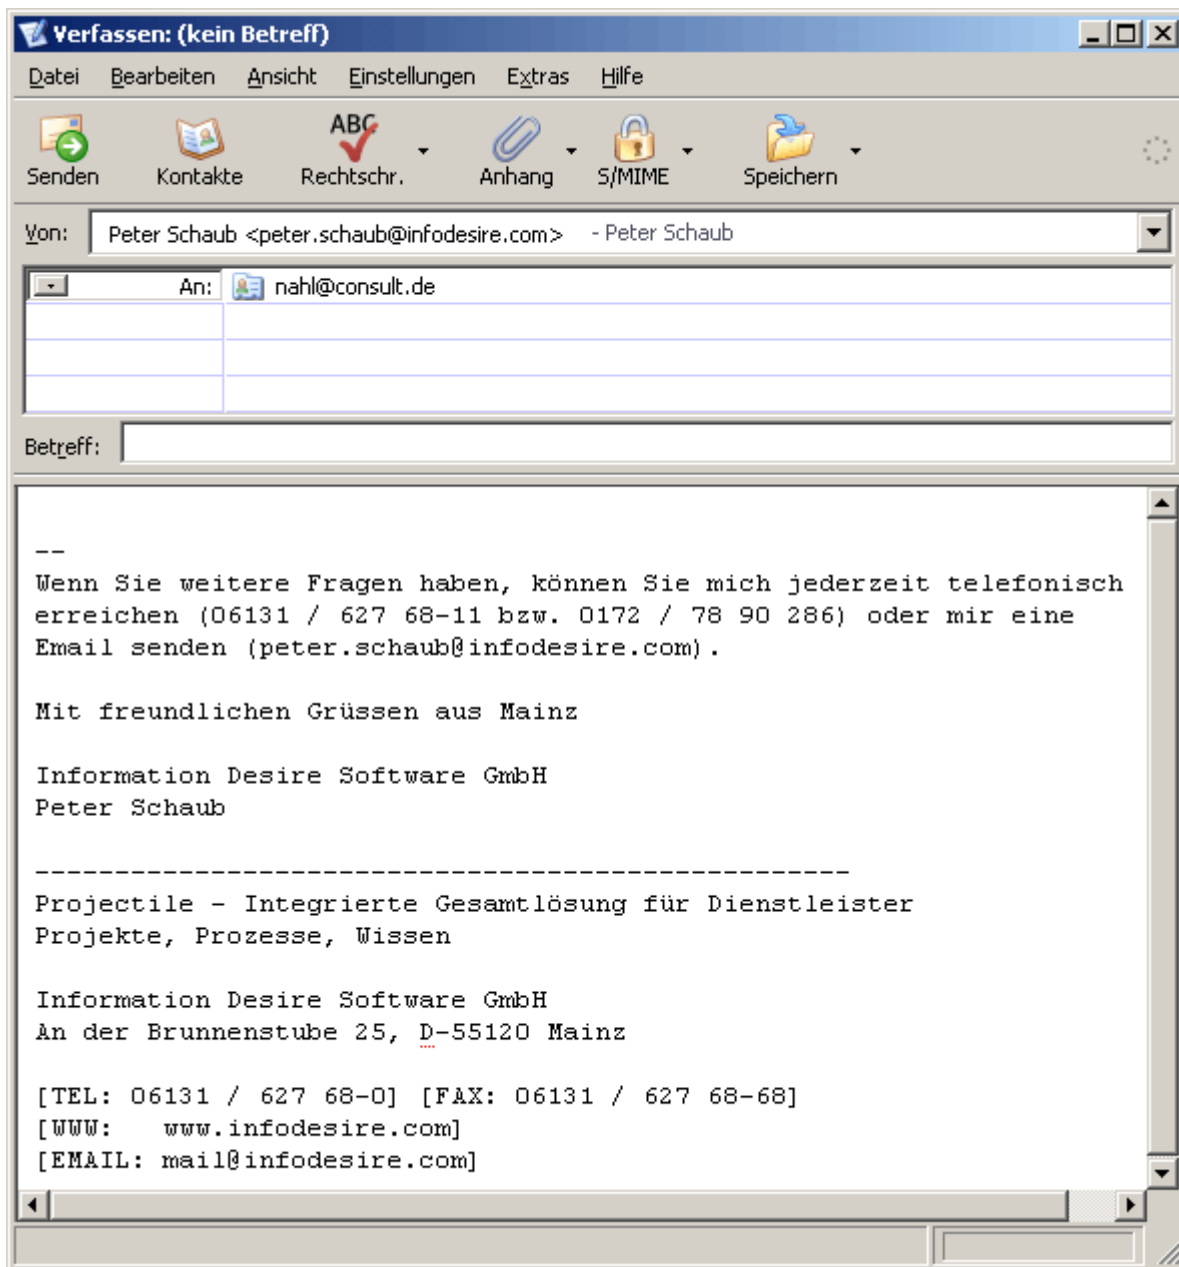 Verfassen: (kein Betreff)
Datei Bearbeiten Ansicht Einstellungen Extras Hilfe
ABC
Senden Kontakte Rechtschr. Anhang S/MIME Speichern
Von: Peter Schaub <peter.schaub@infodesire.com> - Peter Schaub
An: nahl@consult.de
Betreff:
--
Wenn Sie weitere Fragen haben, können Sie mich jederzeit telefonisch
erreichen (06131 / 627 68-11 bzw. 0172 / 78 90 286) oder mir eine
Email senden (peter.schaub@infodesire.com).
Mit freundlichen Grüssen aus Mainz
Information Desire Software GmbH
Peter Schaub
---------------------------------------------------
Projectile - Integrierte Gesamtlösung für Dienstleister
Projekte, Prozesse, Wissen
Information Desire Software GmbH
An der Brunnenstube 25, D-55120 Mainz
[TEL: 06131 / 627 68-0] [FAX: 06131 / 627 68-68]
[WWW:   www.infodesire.com]
[EMAIL: mail@infodesire.com]